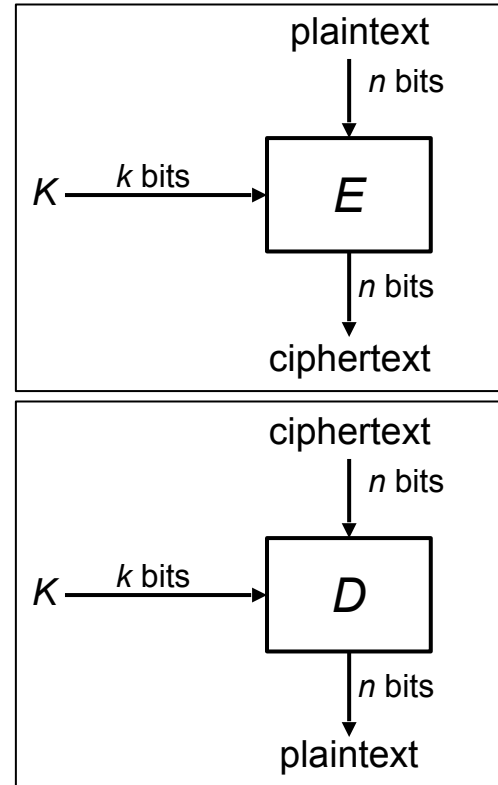 plaintext
n bits
k bits
K
E
n bits
ciphertext
ciphertext
n bits
k bits
K
D
n bits
plaintext